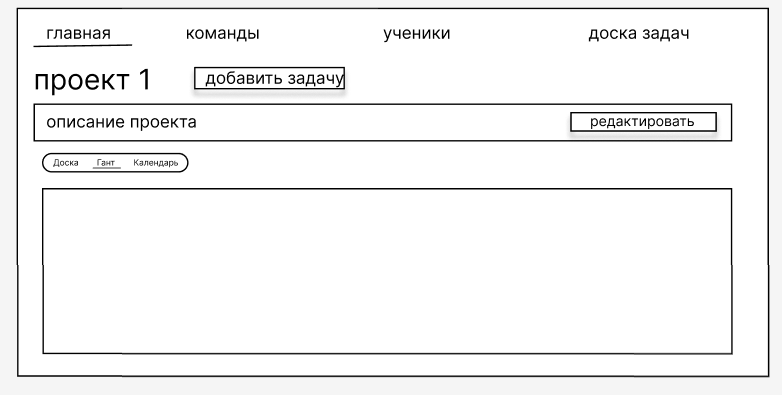 главная команды ученики доска задач
проект 1 добавить задачу
описание проекта редактировать
Доска Гант Календарь